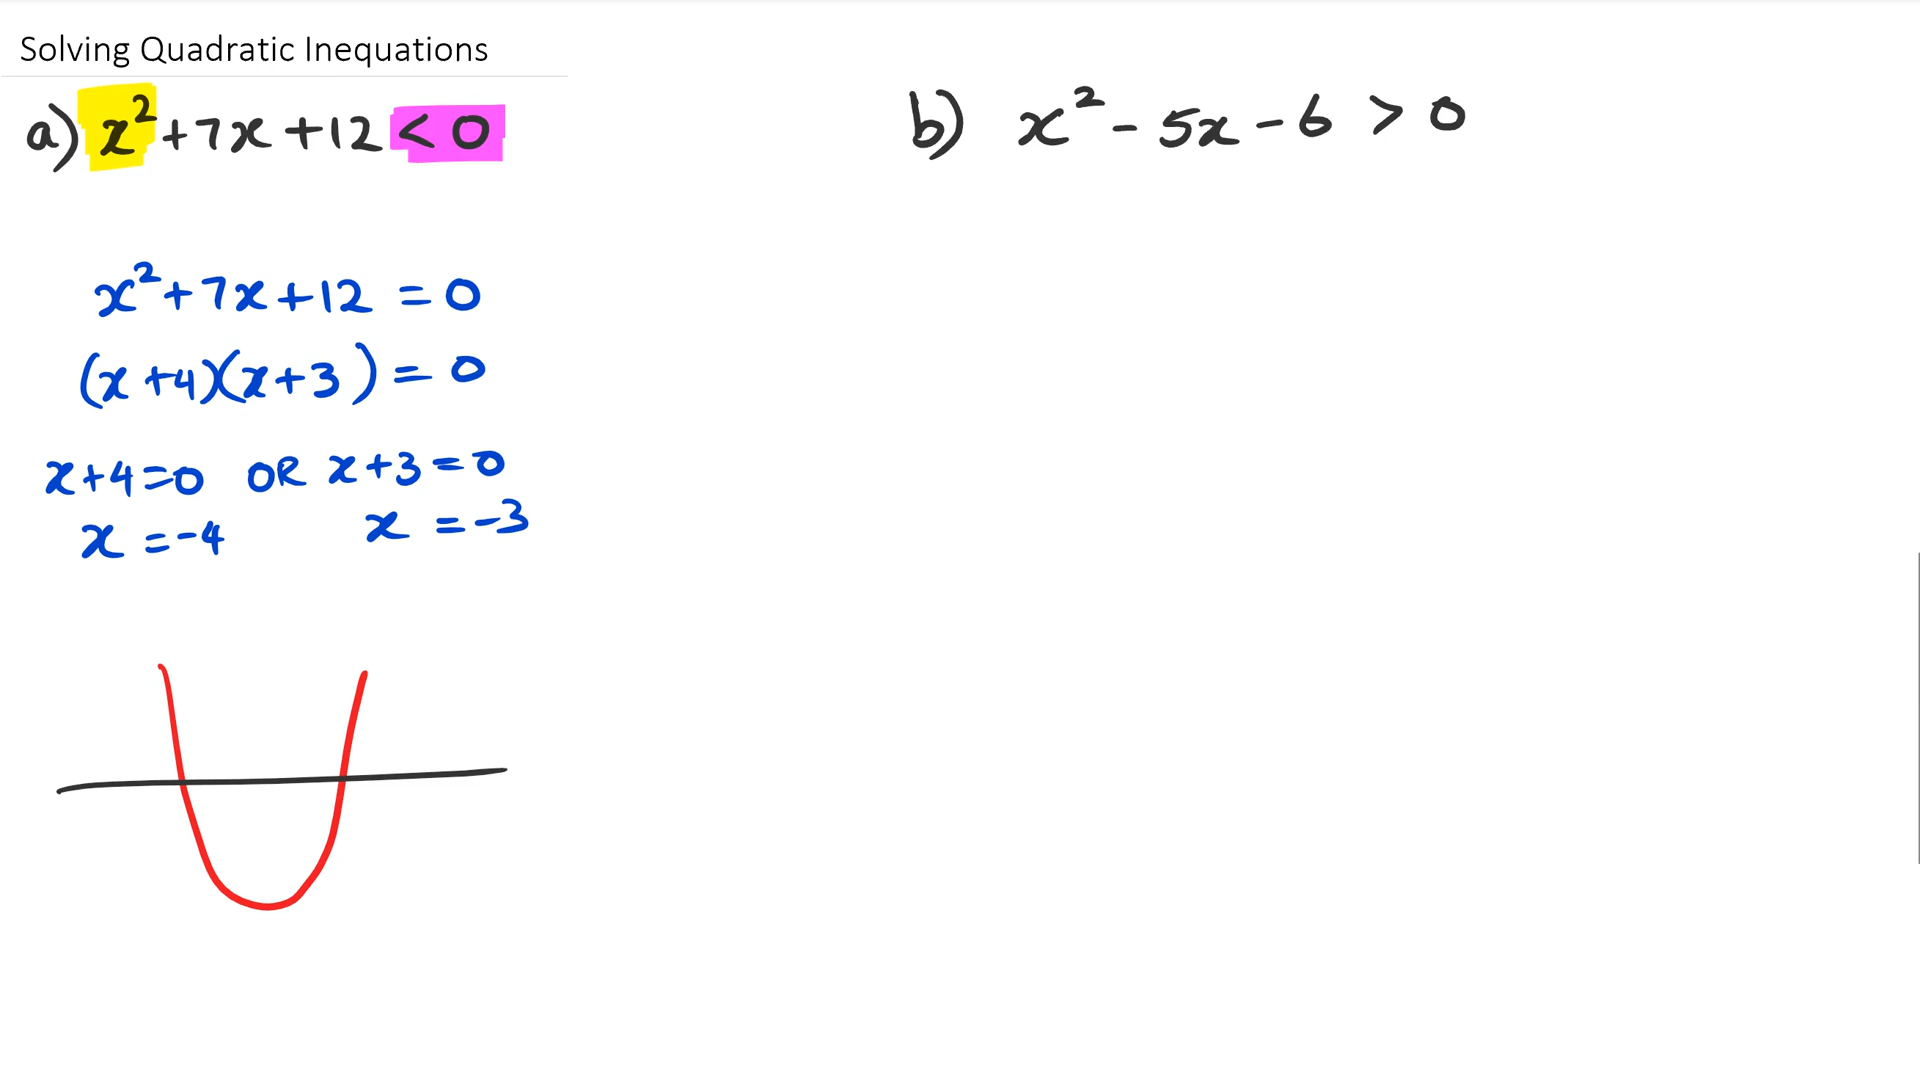 Solving Quadratic Inequations
a) x²+7x+12<0
x²+7x+12=0
(x+4)(x+3)=0
x+4=0 OR x+3=0
x=-4 x=-3
b) x²-5x-6>0